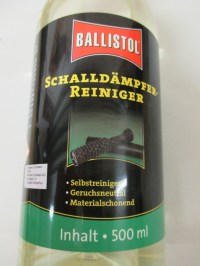 BALLISTOL
SCHALLDÄMPFER-
REINIGER
• Selbstreinigend
• Geruchsneutral
• Materialschonend
Inhalt • 500 ml